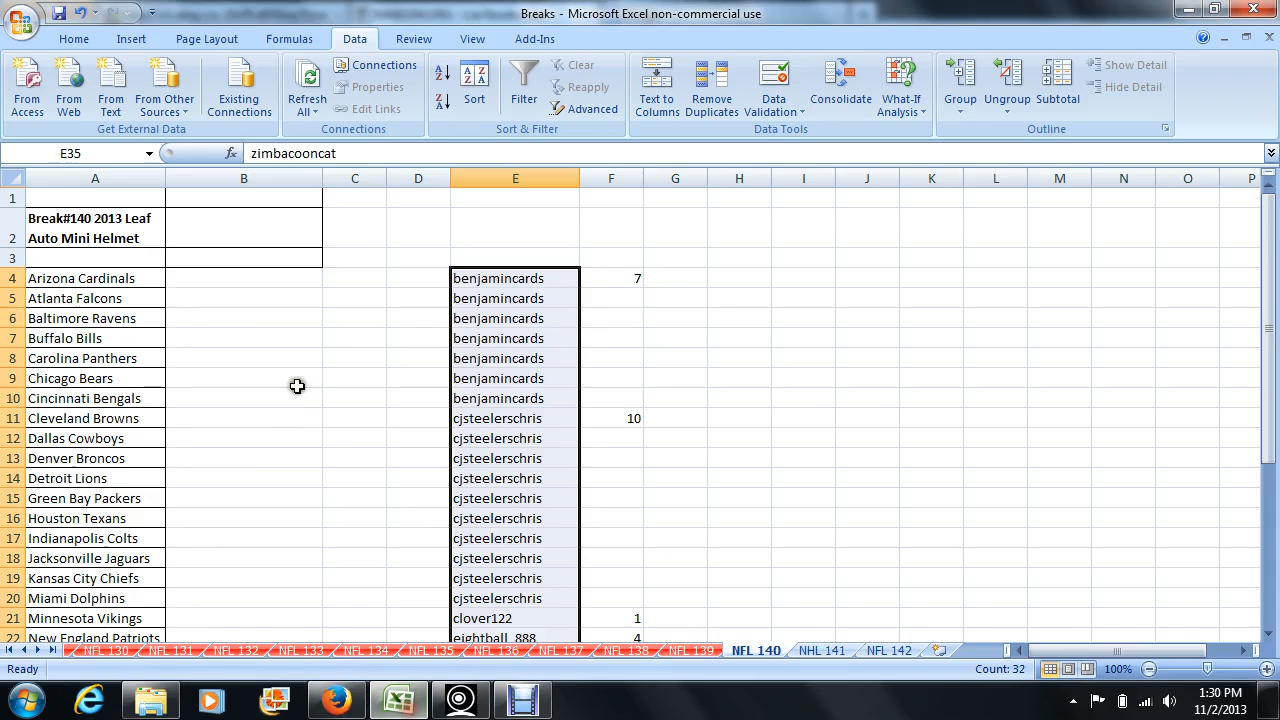 Breaks - Microsoft Excel non-commercial use
Home Insert Page Layout Formulas Data Review View Add-Ins
From Access
From Web
From Text
From Other Sources
Existing Connections
Get External Data
Refresh All
Connections
Properties
Edit Links
Connections
Sort
Filter
Clear
Reapply
Advanced
Sort & Filter
Text to Columns
Remove Duplicates
Data Validation
Consolidate
What-If Analysis
Data Tools
Group
Ungroup
Subtotal
Show Detail
Hide Detail
Outline
E35 fx zimbacooncat
A B C D E F G H I J K L M N O P
1
2 Break#140 2013 Leaf
Auto Mini Helmet
3
4 Arizona Cardinals benjamincards 7
5 Atlanta Falcons benjamincards
6 Baltimore Ravens benjamincards
7 Buffalo Bills benjamincards
8 Carolina Panthers benjamincards
9 Chicago Bears benjamincards
10 Cincinnati Bengals benjamincards
11 Cleveland Browns cjsteelerschris 10
12 Dallas Cowboys cjsteelerschris
13 Denver Broncos cjsteelerschris
14 Detroit Lions cjsteelerschris
15 Green Bay Packers cjsteelerschris
16 Houston Texans cjsteelerschris
17 Indianapolis Colts cjsteelerschris
18 Jacksonville Jaguars cjsteelerschris
19 Kansas City Chiefs cjsteelerschris
20 Miami Dolphins cjsteelerschris
21 Minnesota Vikings clover122 1
22 New England Patriots eightball_888 4
NFL 130 NFL 131 NFL 132 NFL 133 NFL 134 NFL 135 NFL 136 NFL 137 NFL 138 NFL 139 NFL 140 NHL 141 NFL 142
Ready Count: 32 100%
1:30 PM
11/2/2013